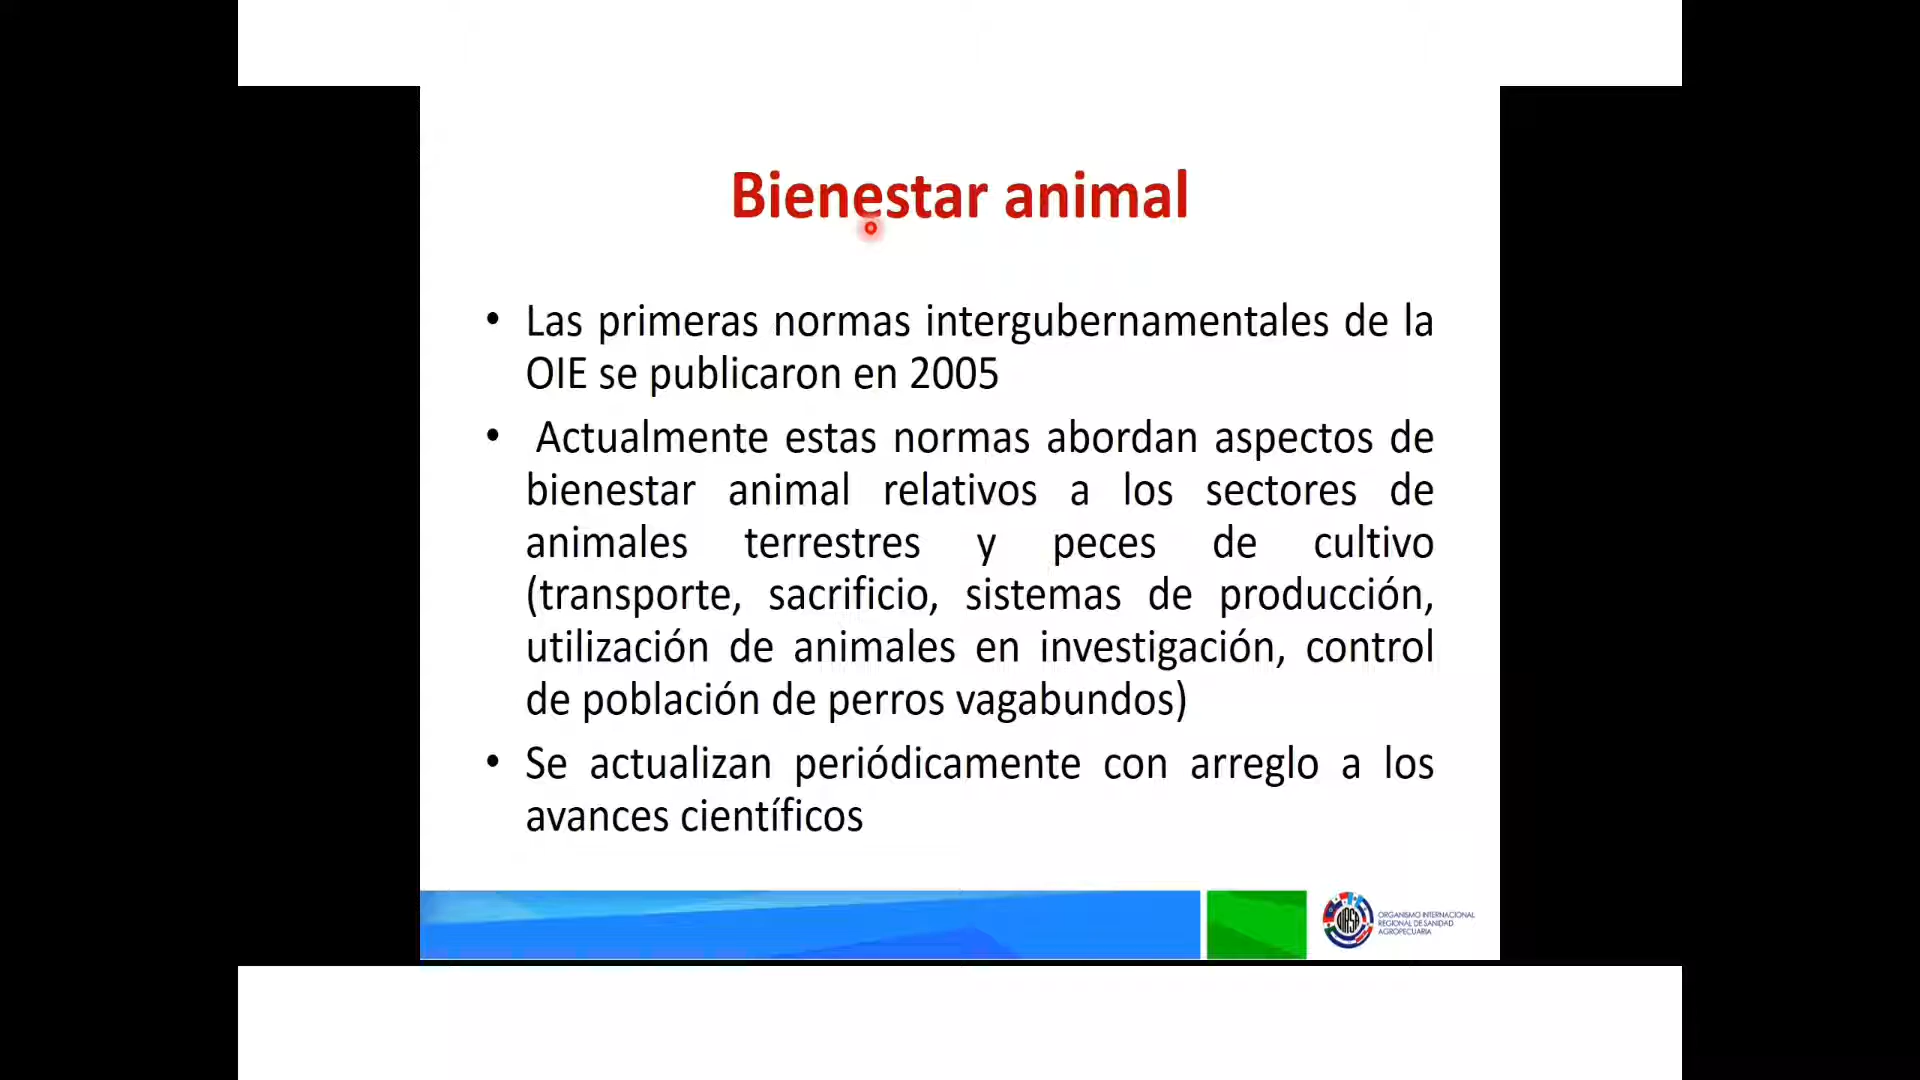 Bienestar animal
• Las primeras normas intergubernamentales de la
OIE se publicaron en 2005
• Actualmente estas normas abordan aspectos de
bienestar animal relativos a los sectores de
animales terrestres y peces de cultivo
(transporte, sacrificio, sistemas de producción,
utilización de animales en investigación, control
de población de perros vagabundos)
• Se actualizan periódicamente con arreglo a los
avances científicos
OIRSA
ORGANISMO INTERNACIONAL
REGIONAL DE SANIDAD
AGROPECUARIA